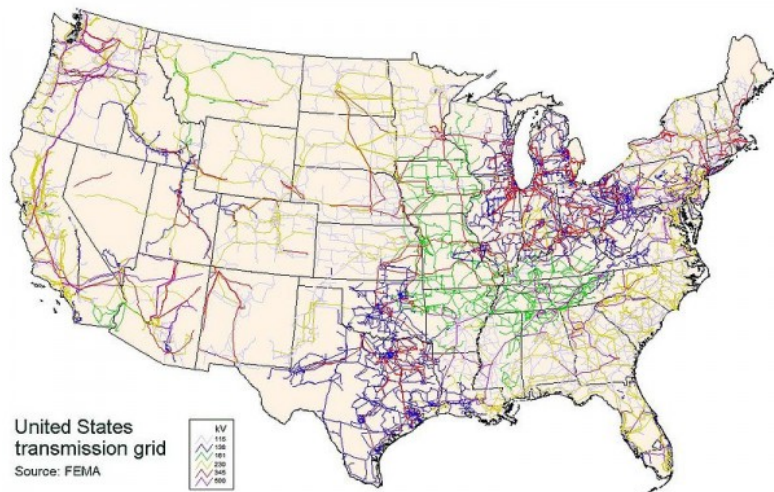 United States
transmission grid
Source: FEMA
kV
115
138
161
230
345
500